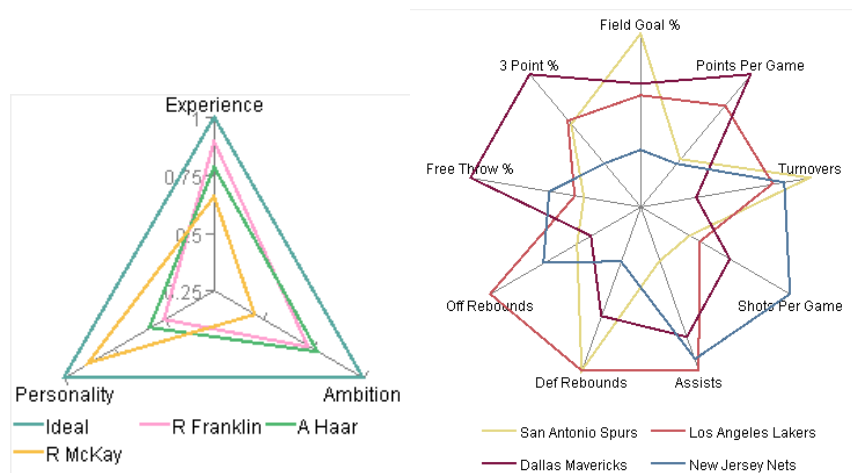 Experience
1
0.75
0.5
0.25
Personality
Ambition
Ideal
R Franklin
A Haar
R McKay
Field Goal %
3 Point %
Points Per Game
Free Throw %
Turnovers
Off Rebounds
Shots Per Game
Def Rebounds
Assists
San Antonio Spurs
Los Angeles Lakers
Dallas Mavericks
New Jersey Nets